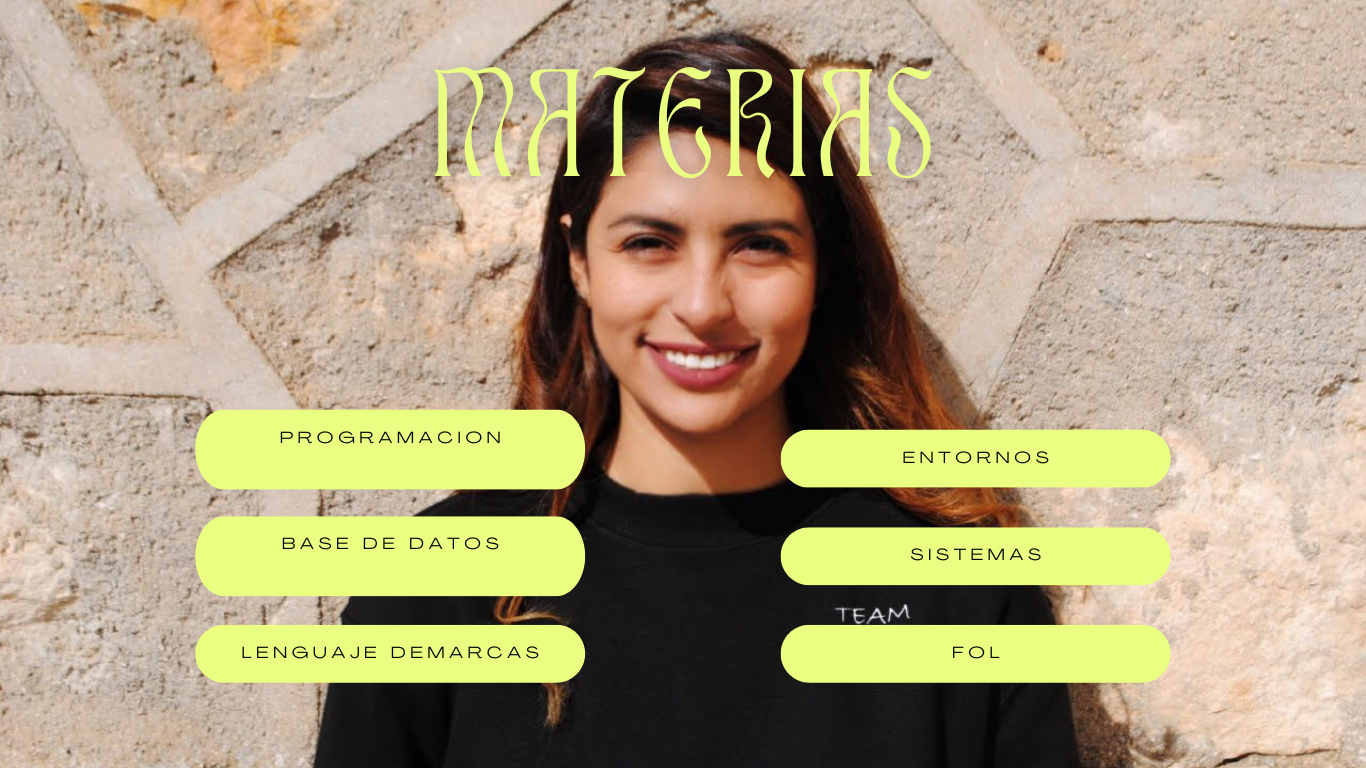 MATERIAS
PROGRAMACION
BASE DE DATOS
LENGUAJE DEMARCAS
ENTORNOS
SISTEMAS
TEAM
FOL